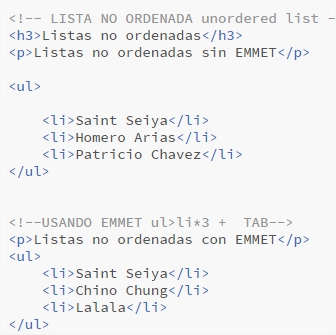 <!-- LISTA NO ORDENADA unordered list -
<h3>Listas no ordenadas</h3>
<p>Listas no ordenadas sin EMMET</p>
<ul>
<li>Saint Seiya</li>
<li>Homero Arias</li>
<li>Patricio Chavez</li>
</ul>
<!--USANDO EMMET ul>li*3 +  TAB-->
<p>Listas no ordenadas con EMMET</p>
<ul>
<li>Saint Seiya</li>
<li>Chino Chung</li>
<li>Lalala</li>
</ul>